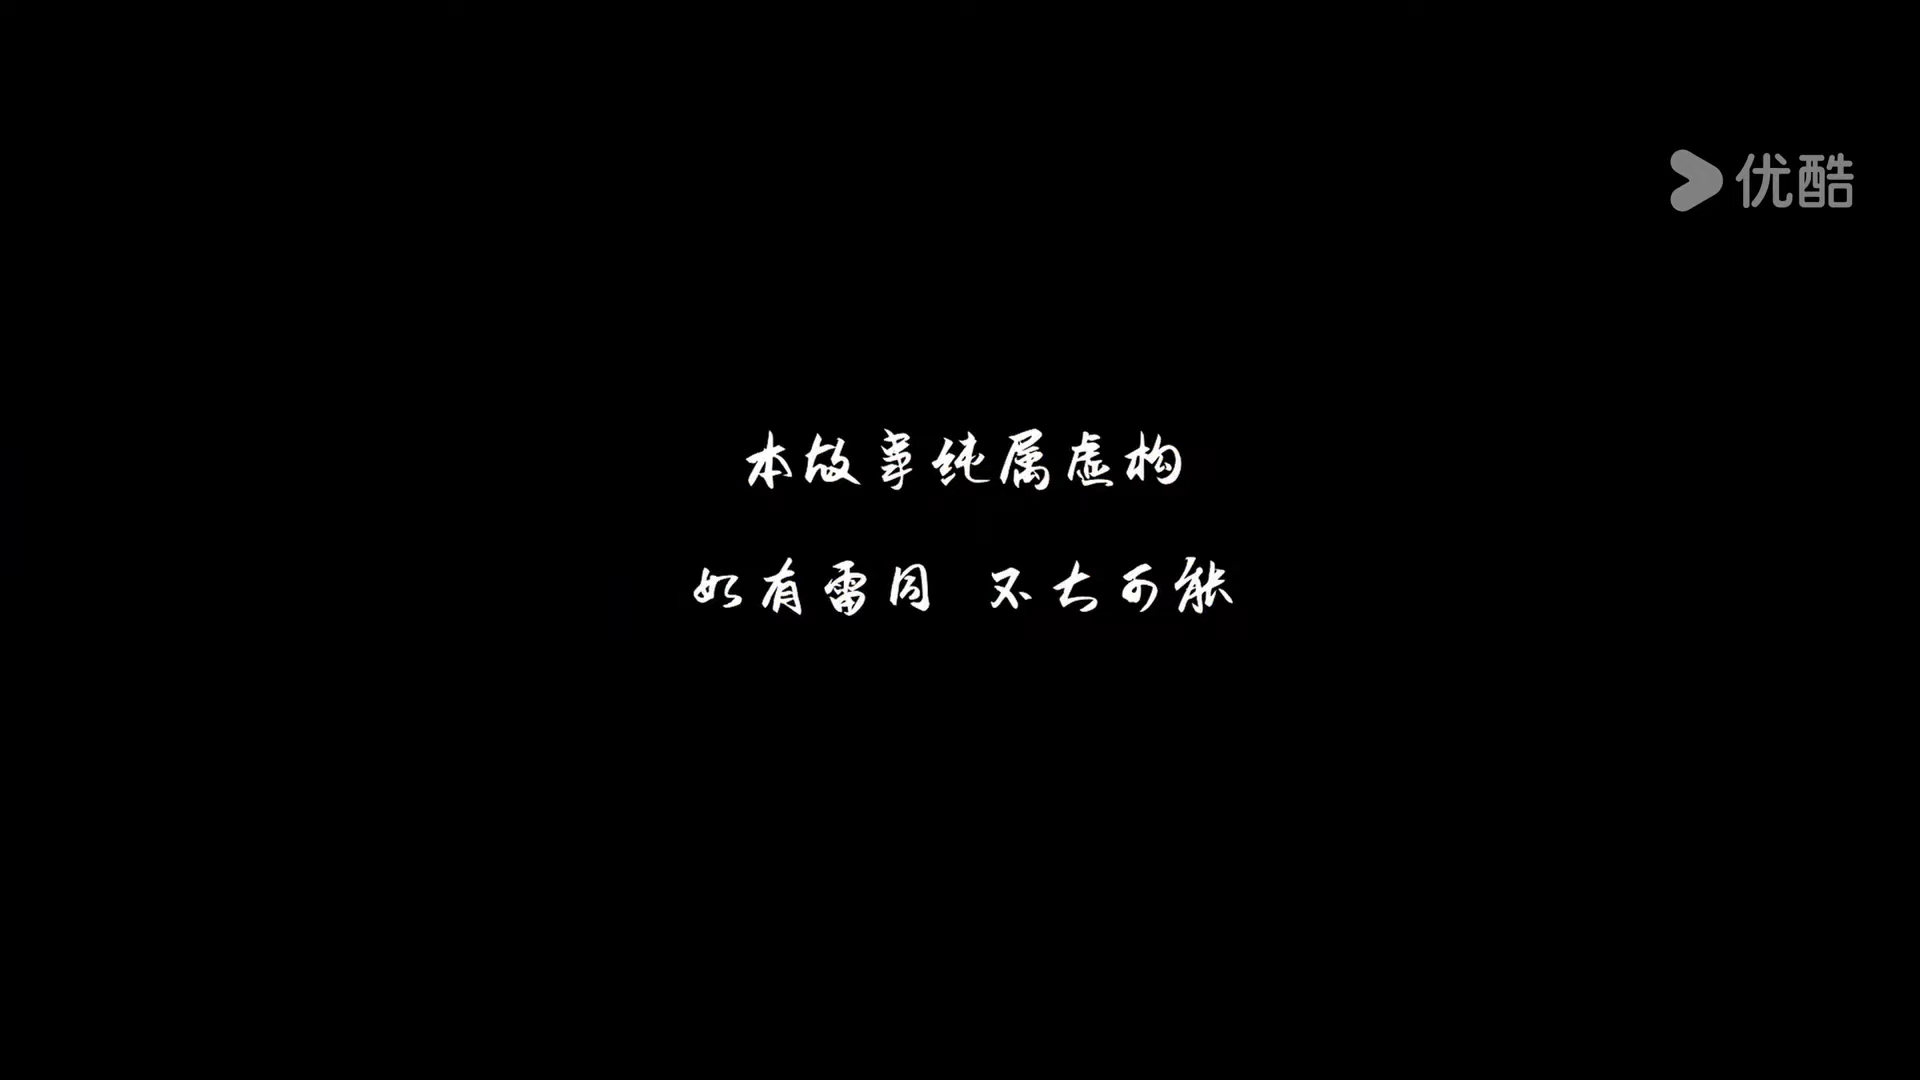 优酷
本故事纯属虚构
如有雷同 不太可能